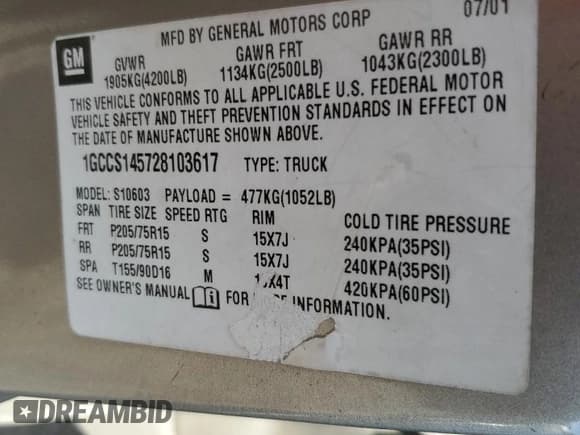 MFD BY GENERAL MOTORS CORP 07/01
GM
GVWR GAWR FRT GAWR RR
1905KG(4200LB) 1134KG(2500LB) 1043KG(2300LB)
THIS VEHICLE CONFORMS TO ALL APPLICABLE U.S. FEDERAL MOTOR
VEHICLE SAFETY AND THEFT PREVENTION STANDARDS IN EFFECT ON
THE DATE OF MANUFACTURE SHOWN ABOVE.
1GCCS145728103617 TYPE: TRUCK
MODEL: S10603 PAYLOAD = 477KG(1052LB)
SPAN TIRE SIZE SPEED RTG RIM COLD TIRE PRESSURE
FRT P205/75R15 S 15X7J 240KPA(35PSI)
RR P205/75R15 S 15X7J 240KPA(35PSI)
SPA T155/90D16 M 420KPA(60PSI)
SEE OWNER'S MANUAL FOR INFORMATION.
DREAMBID